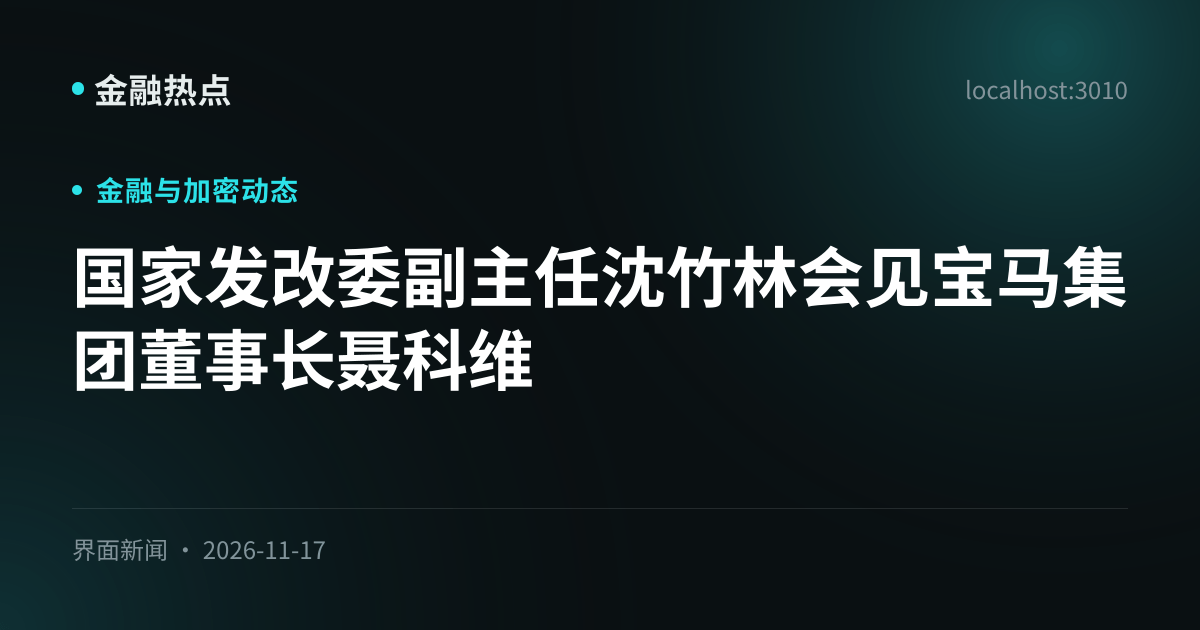 金融热点
localhost:3010
金融与加密动态
国家发改委副主任沈竹林会见宝马集
团董事长聂科维
界面新闻 • 2026-11-17